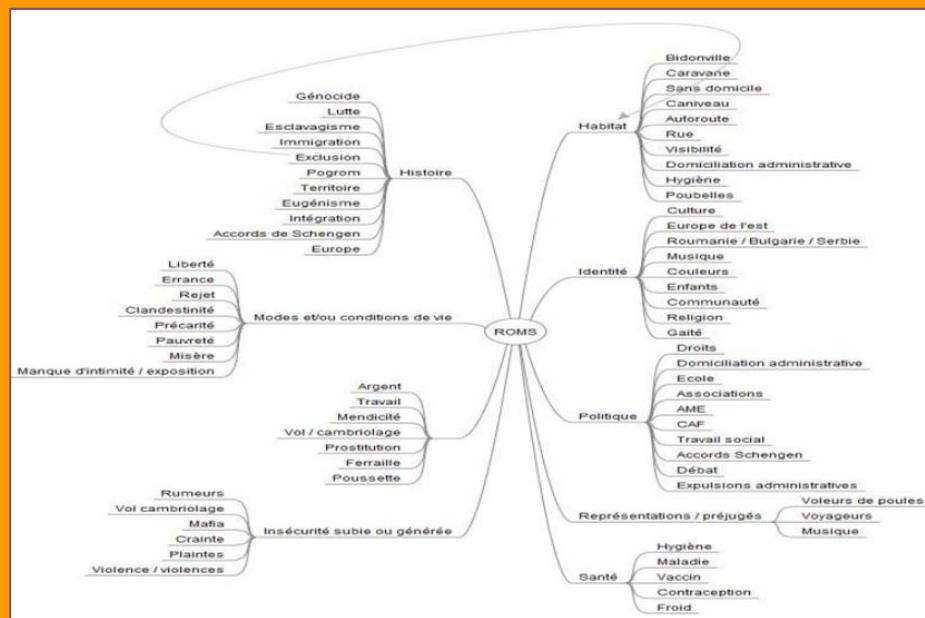 Génocide
Lutte
Esclavagisme
Immigration
Exclusion
Pogrom
Territoire
Eugénisme
Intégration
Accords de Schengen
Europe
Histoire
Liberté
Errance
Rejet
Clandestinité
Précarité
Pauvreté
Misère
Manque d'intimité / exposition
Modes et/ou conditions de vie
Argent
Travail
Mendicité
Vol / cambriolage
Prostitution
Ferraille
Poussette
Rumeurs
Vol cambriolage
Mafia
Crainte
Plaintes
Violence / violences
Insécurité subie ou générée
ROMS
Habitat
Bidonville
Caravane
Sans domicile
Caniveau
Autoroute
Rue
Visibilité
Domiciliation administrative
Hygiène
Poubelles
Identité
Culture
Europe de l'est
Roumanie / Bulgarie / Serbie
Musique
Couleurs
Enfants
Communauté
Religion
Gaité
Politique
Droits
Domiciliation administrative
Ecole
Associations
AME
CAF
Travail social
Accords Schengen
Débat
Expulsions administratives
Représentations / préjugés
Voleurs de poules
Voyageurs
Musique
Santé
Hygiène
Maladie
Vaccin
Contraception
Froid